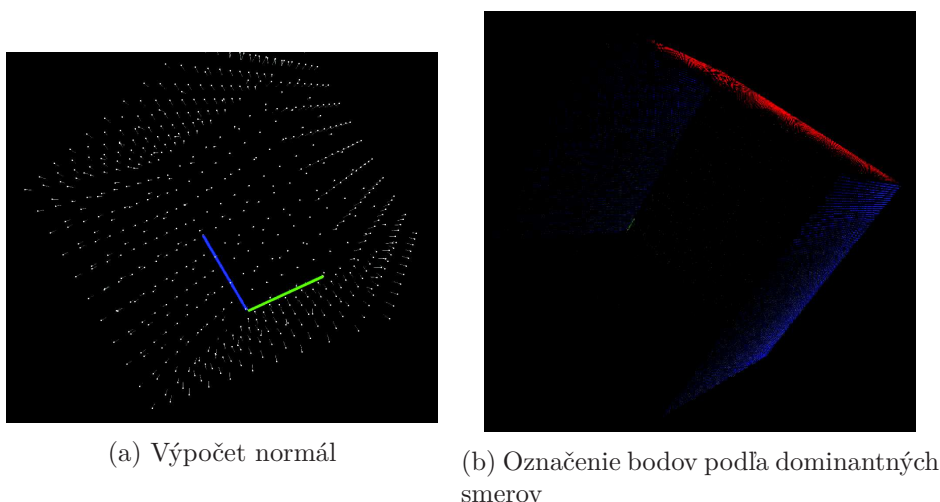 (a) Výpočet normál
(b) Označenie bodov podľa dominantných
smerov